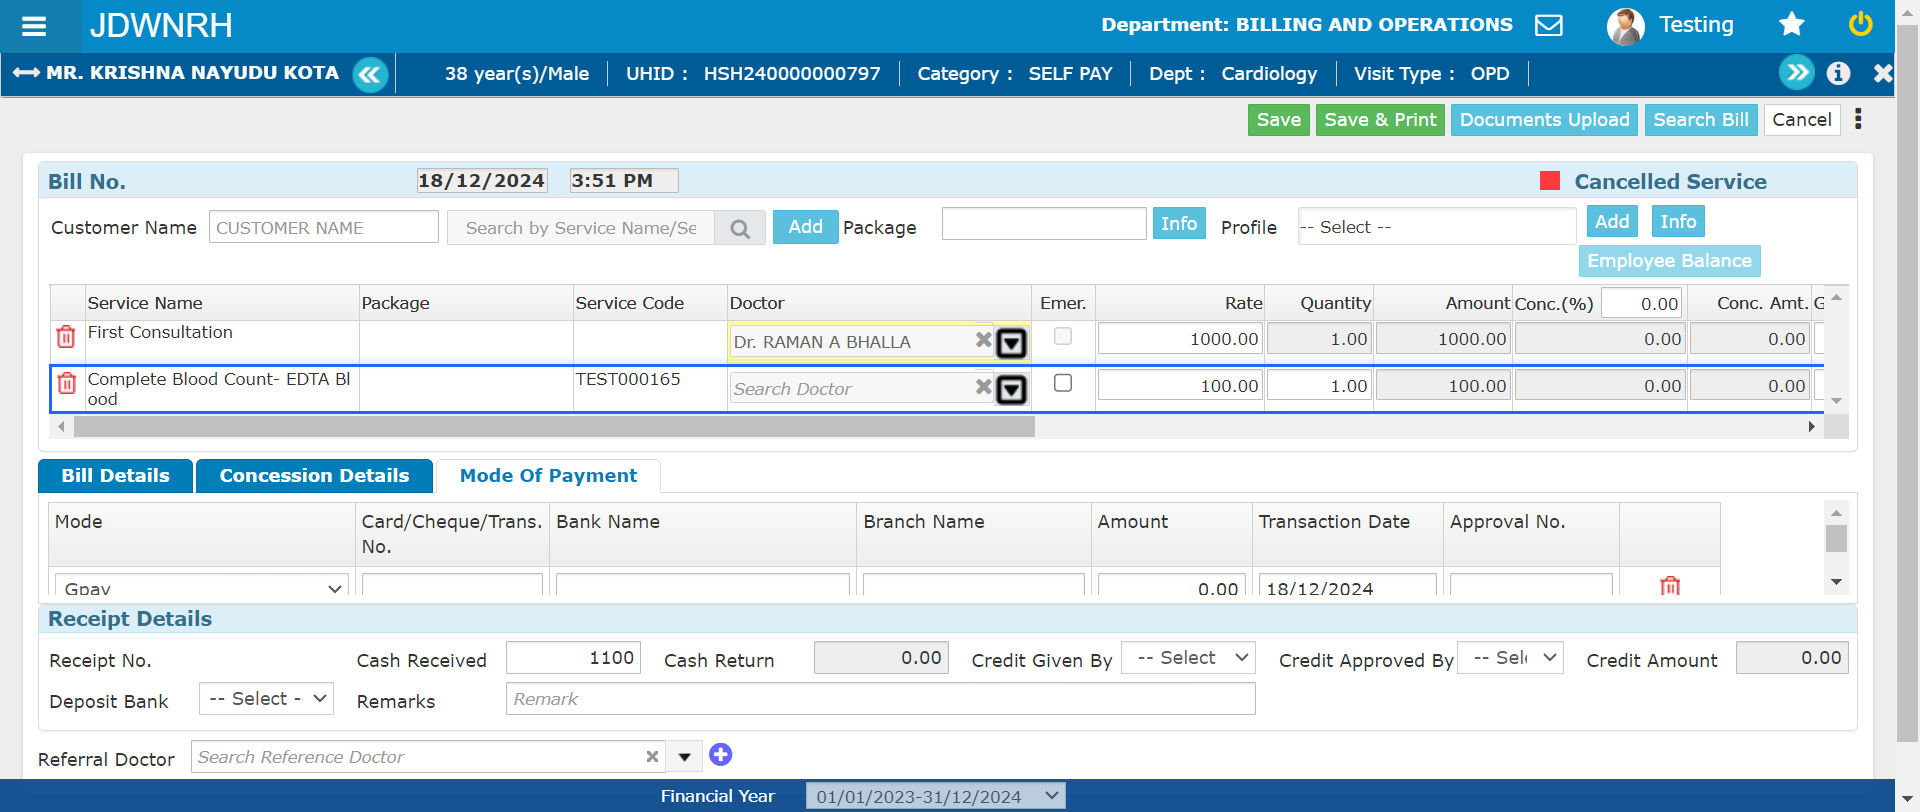 JDWNRH
Department: BILLING AND OPERATIONS
Testing
MR. KRISHNA NAYUDU KOTA
38 year(s)/Male
UHID : HSH240000000797
Category : SELF PAY
Dept : Cardiology
Visit Type : OPD
Save
Save & Print
Documents Upload
Search Bill
Cancel
Bill No.
18/12/2024
3:51 PM
Cancelled Service
Customer Name
CUSTOMER NAME
Search by Service Name/Se
Add
Package
Info
Profile
-- Select --
Add
Info
Employee Balance
Service Name
Package
Service Code
Doctor
Emer.
Rate
Quantity
Amount
Conc.(%)
0.00
Conc. Amt.
G
First Consultation
Dr. RAMAN A BHALLA
1000.00
1.00
1000.00
0.00
0.00
Complete Blood Count- EDTA Bl
ood
TEST000165
Search Doctor
100.00
1.00
100.00
0.00
0.00
Bill Details
Concession Details
Mode Of Payment
Mode
Card/Cheque/Trans.
No.
Bank Name
Branch Name
Amount
Transaction Date
Approval No.
Gpay
0.00
18/12/2024
Receipt Details
Receipt No.
Cash Received
1100
Cash Return
0.00
Credit Given By
-- Select
Credit Approved By
-- Sel
Credit Amount
0.00
Deposit Bank
-- Select -
Remarks
Remark
Referral Doctor
Search Reference Doctor
Financial Year
01/01/2023-31/12/2024